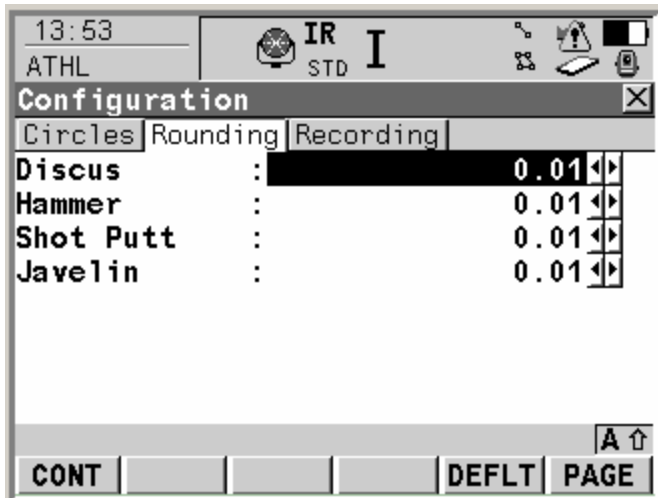 13:53
ATHL
IR
STD
I
Configuration
Circles Rounding Recording
Discus : 0.01
Hammer : 0.01
Shot Putt : 0.01
Javelin : 0.01
A
CONT DEFLT PAGE